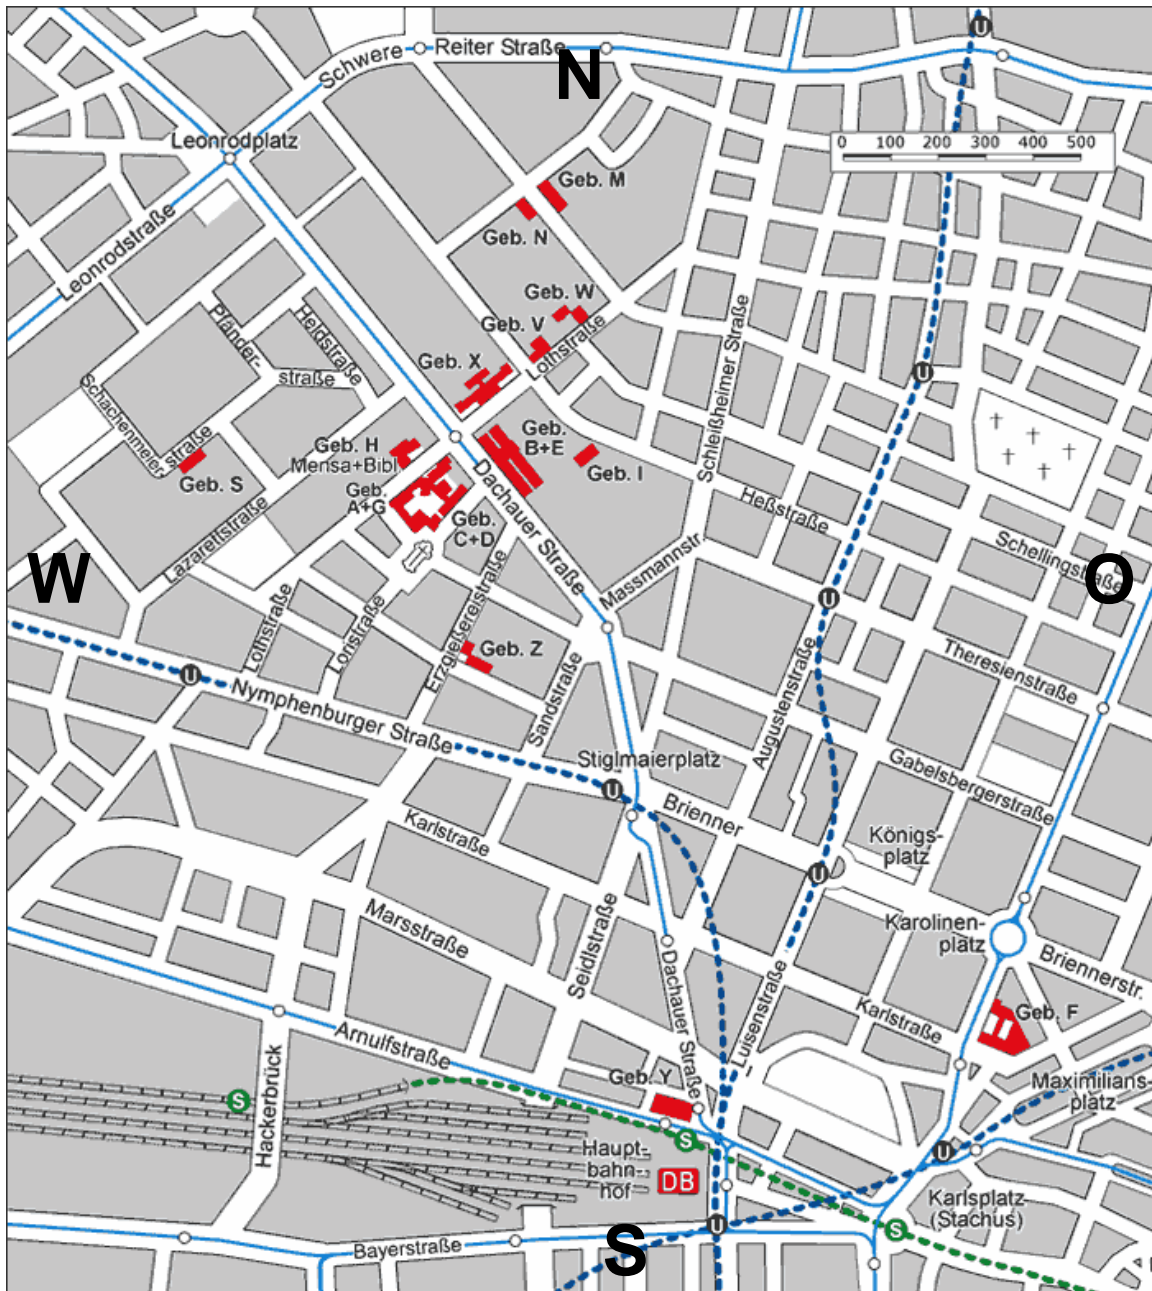 U
Reiter Straße
Schwere
N
Leonrodplatz
0 100 200 300 400 500
Geb. M
Leonrodstraße
Geb. N
Geb. W
Pfänder-
straße
Heldstraße
Geb. V
Lothstraße
Schleißheimer Straße
Geb. X
U
Schachenmeier-
straße
Geb. H
Mensa+Bibl
Geb.
B+E
Geb. I
Geb. S
Geb.
A+G
Dachauer Straße
Heßstraße
Geb.
C+D
Lazarettstraße
Schellingstraße
W
O
Massmannstr.
U
Lothstraße
Loristraße
Erzgießereistraße
Geb. Z
Sandstraße
Theresienstraße
Augustenstraße
U
Nymphenburger Straße
Stiglmaierplatz
U
Gabelsbergerstraße
Brienner
Karlstraße
Königs-
platz
U
Marsstraße
Seidlstraße
Karolinen-
platz
Briennerstr.
Dachauer Straße
Luisenstraße
Karlstraße
Geb. F
Arnulfstraße
Hackerbrück
Geb. Y
Maximilians-
platz
S
S
U
Haupt-
bahn-
hof
DB
Karlsplatz
(Stachus)
U
S
S
Bayerstraße